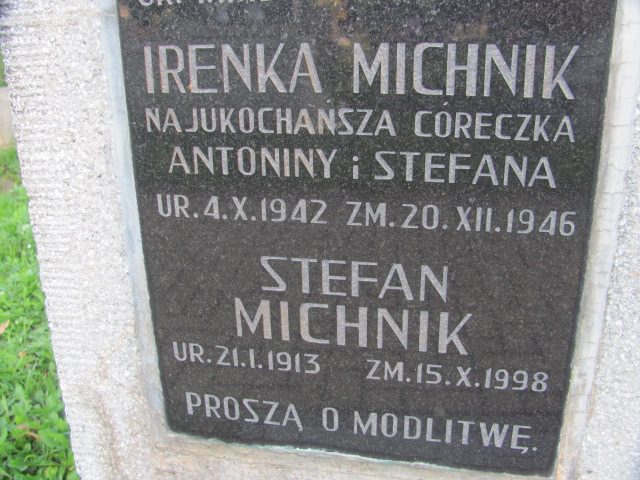 IRENKA MICHNIK
NAJUKOCHAŃSZA CÓRECZKA
ANTONINY i STEFANA
UR. 4.X.1942 ZM. 20.XII.1946
STEFAN
MICHNIK
UR. 21.I.1913 ZM. 15.X.1998
PROSZĄ O MODLITWĘ.